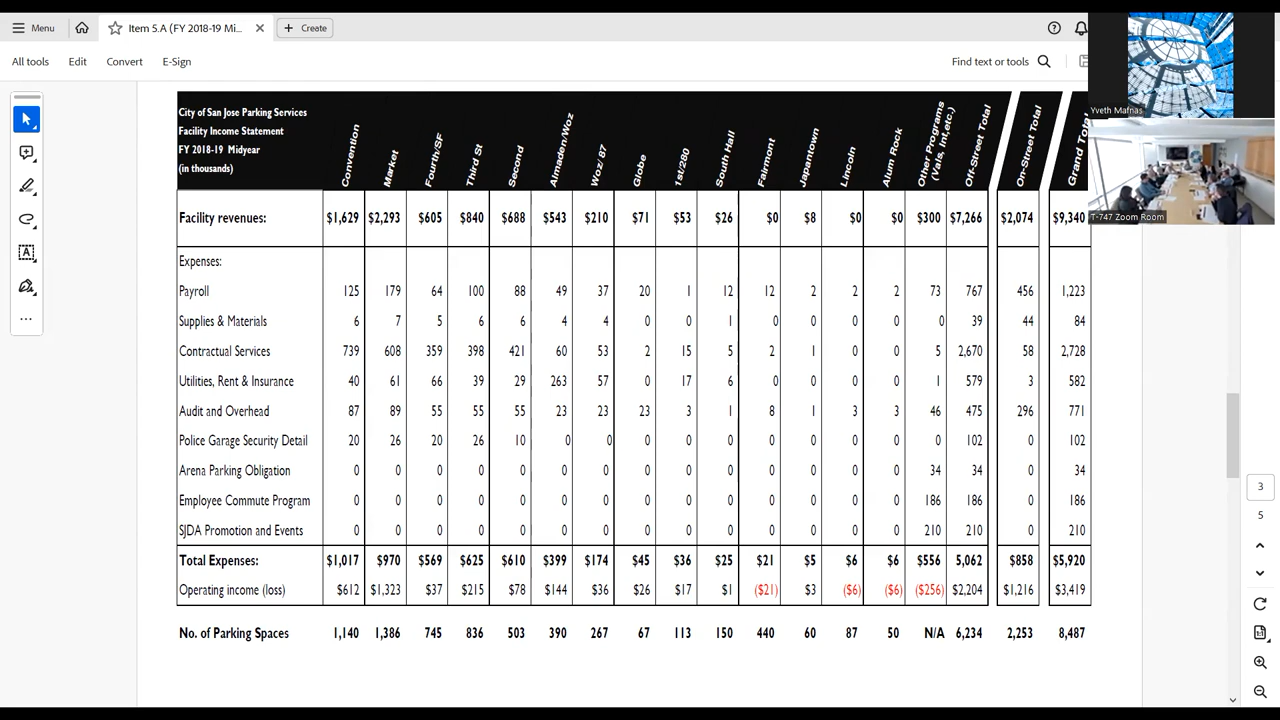 Menu
Item 5.A (FY 2018-19 Mi...
Create
All tools
Edit
Convert
E-Sign
Find text or tools
Yveth Mafnas
T-747 Zoom Room
City of San Jose Parking Services
Facility Income Statement
FY 2018-19 Midyear
(in thousands)
Convention Market Fourth/SF Third St Second Almaden/Woz Woz/ 87 Globe 1st/280 South Hall Fairmont Japantown Lincoln Alum Rock Other Programs (Vals, Int.etc.) Off-Street Total On-Street Total Grand Total
Facility revenues: $1,629 $2,293 $605 $840 $688 $543 $210 $71 $53 $26 $0 $8 $0 $0 $300 $7,266 $2,074 $9,340
Expenses:
Payroll 125 179 64 100 88 49 37 20 1 12 12 2 2 2 73 767 456 1,223
Supplies & Materials 6 7 5 6 6 4 4 0 0 1 0 0 0 0 0 39 44 84
Contractual Services 739 608 359 398 421 60 53 2 15 5 2 1 0 0 5 2,670 58 2,728
Utilities, Rent & Insurance 40 61 66 39 29 263 57 0 17 6 0 0 0 0 1 579 3 582
Audit and Overhead 87 89 55 55 55 23 23 23 3 1 8 1 3 3 46 475 296 771
Police Garage Security Detail 20 26 20 26 10 0 0 0 0 0 0 0 0 0 0 102 0 102
Arena Parking Obligation 0 0 0 0 0 0 0 0 0 0 0 0 0 0 34 34 0 34
Employee Commute Program 0 0 0 0 0 0 0 0 0 0 0 0 0 0 186 186 0 186
SJDA Promotion and Events 0 0 0 0 0 0 0 0 0 0 0 0 0 0 210 210 0 210
Total Expenses: $1,017 $970 $569 $625 $610 $399 $174 $45 $36 $25 $21 $5 $6 $6 $556 5,062 $858 $5,920
Operating income (loss) $612 $1,323 $37 $215 $78 $144 $36 $26 $17 $1 ($21) $3 ($6) ($6) ($256) $2,204 $1,216 $3,419
No. of Parking Spaces 1,140 1,386 745 836 503 390 267 67 113 150 440 60 87 50 N/A 6,234 2,253 8,487
3
5